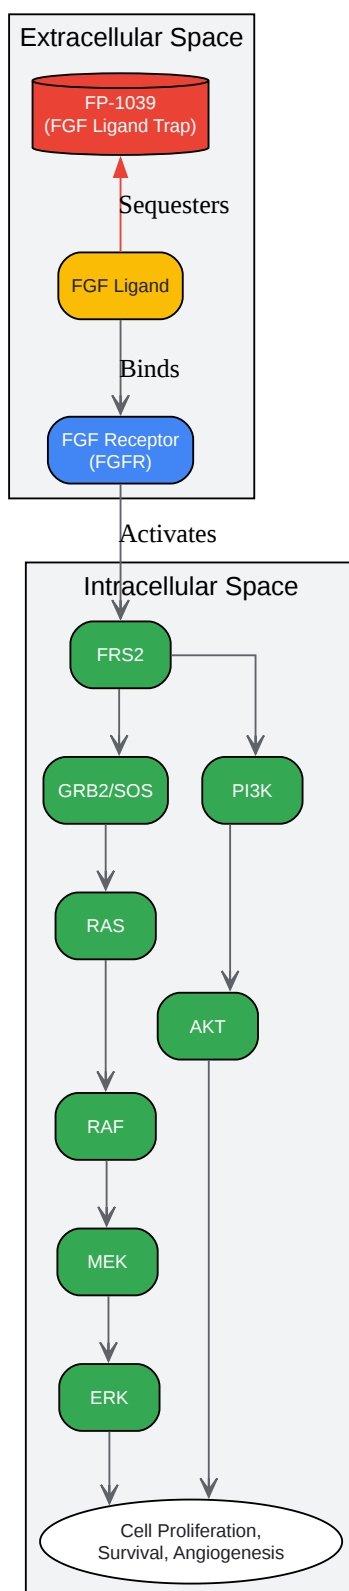 Extracellular Space
FP-1039
(FGF Ligand Trap)
Sequesters
FGF Ligand
Binds
FGF Receptor
(FGFR)
Activates
Intracellular Space
FRS2
GRB2/SOS
PI3K
RAS
AKT
RAF
MEK
ERK
Cell Proliferation,
Survival, Angiogenesis